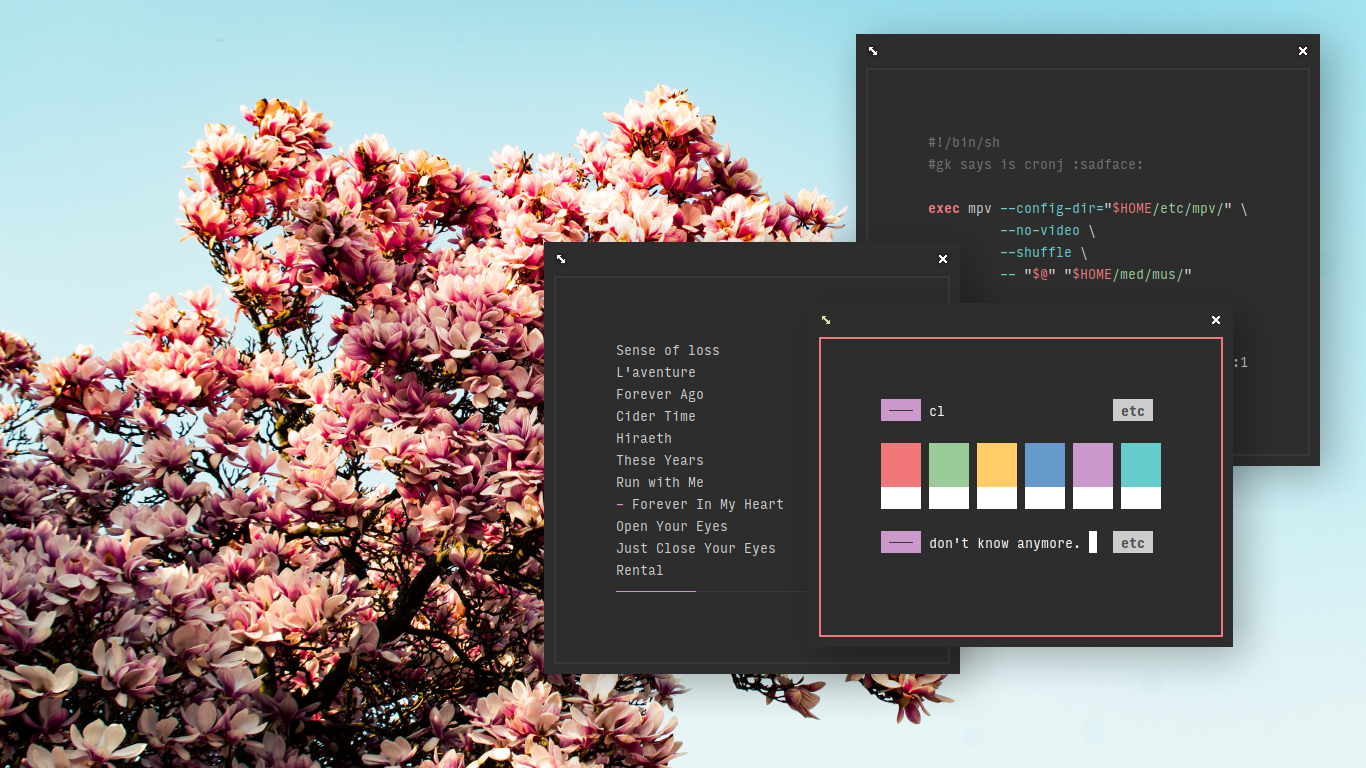 #!/bin/sh
#gk says is cronj :sadface:
exec mpv --config-dir="$HOME/etc/mpv/" \
--no-video \
--shuffle \
-- "$@" "$HOME/med/mus/"
:1
Sense of loss
L'aventure
Forever Ago
Cider Time
Hiraeth
These Years
Run with Me
– Forever In My Heart
Open Your Eyes
Just Close Your Eyes
Rental
cl etc
don't know anymore. etc